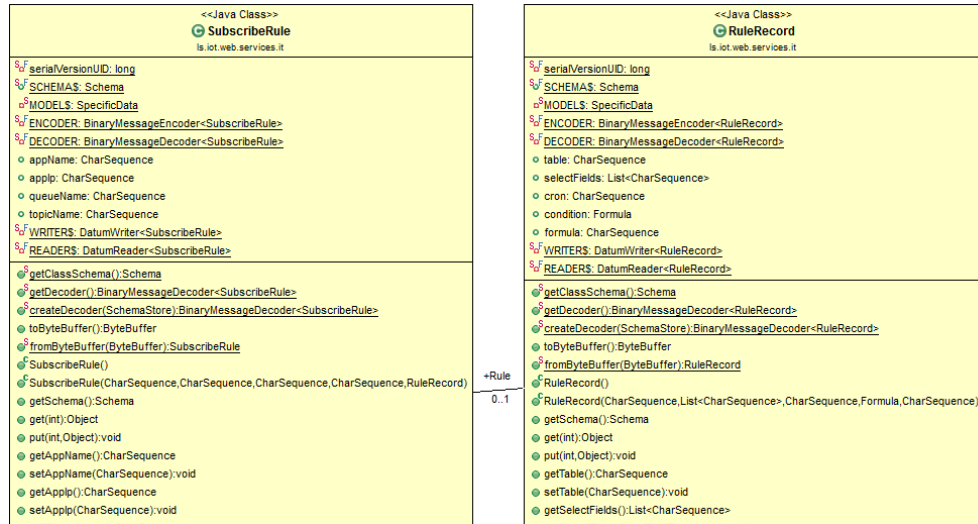 <<Java Class>>
SubscribeRule
ls.iot.web.services.it
serialVersionUID: long
SCHEMA$: Schema
MODEL$: SpecificData
ENCODER: BinaryMessageEncoder<SubscribeRule>
DECODER: BinaryMessageDecoder<SubscribeRule>
appName: CharSequence
appIp: CharSequence
queueName: CharSequence
topicName: CharSequence
WRITER$: DatumWriter<SubscribeRule>
READER$: DatumReader<SubscribeRule>
getClassSchema():Schema
getDecoder():BinaryMessageDecoder<SubscribeRule>
createDecoder(SchemaStore):BinaryMessageDecoder<SubscribeRule>
toByteBuffer():ByteBuffer
fromByteBuffer(ByteBuffer):SubscribeRule
SubscribeRule()
SubscribeRule(CharSequence,CharSequence,CharSequence,CharSequence,RuleRecord)
getSchema():Schema
get(int):Object
put(int,Object):void
getAppName():CharSequence
setAppName(CharSequence):void
getAppIp():CharSequence
setAppIp(CharSequence):void
+Rule
0..1
<<Java Class>>
RuleRecord
ls.iot.web.services.it
serialVersionUID: long
SCHEMA$: Schema
MODEL$: SpecificData
ENCODER: BinaryMessageEncoder<RuleRecord>
DECODER: BinaryMessageDecoder<RuleRecord>
table: CharSequence
selectFields: List<CharSequence>
cron: CharSequence
condition: Formula
formula: CharSequence
WRITER$: DatumWriter<RuleRecord>
READER$: DatumReader<RuleRecord>
getClassSchema():Schema
getDecoder():BinaryMessageDecoder<RuleRecord>
createDecoder(SchemaStore):BinaryMessageDecoder<RuleRecord>
toByteBuffer():ByteBuffer
fromByteBuffer(ByteBuffer):RuleRecord
RuleRecord()
RuleRecord(CharSequence,List<CharSequence>,CharSequence,Formula,CharSequence)
getSchema():Schema
get(int):Object
put(int,Object):void
getTable():CharSequence
setTable(CharSequence):void
getSelectFields():List<CharSequence>